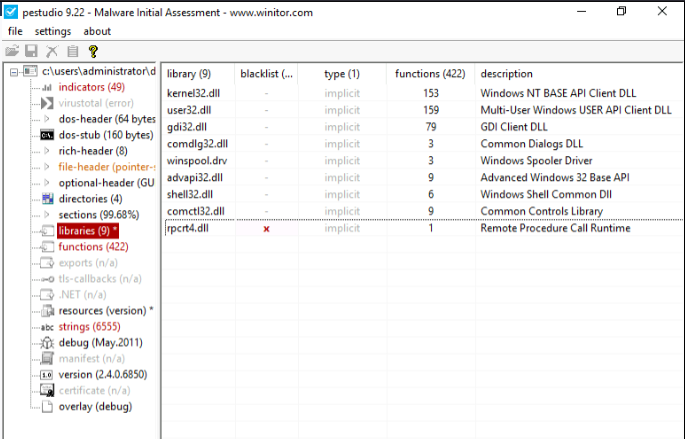 pestudio 9.22 - Malware Initial Assessment - www.winitor.com
file settings about
c:\users\administrator\d
indicators (49)
virustotal (error)
dos-header (64 bytes
dos-stub (160 bytes)
rich-header (8)
file-header (pointer-s
optional-header (GU
directories (4)
sections (99.68%)
libraries (9) *
functions (422)
exports (n/a)
tls-callbacks (n/a)
.NET (n/a)
resources (version) *
abc strings (6555)
debug (May.2011)
manifest (n/a)
1.0 version (2.4.0.6850)
certificate (n/a)
overlay (debug)
library (9) blacklist (... type (1) functions (422) description
kernel32.dll - implicit 153 Windows NT BASE API Client DLL
user32.dll - implicit 159 Multi-User Windows USER API Client DLL
gdi32.dll - implicit 79 GDI Client DLL
comdlg32.dll - implicit 3 Common Dialogs DLL
winspool.drv - implicit 3 Windows Spooler Driver
advapi32.dll - implicit 9 Advanced Windows 32 Base API
shell32.dll - implicit 6 Windows Shell Common Dll
comctl32.dll - implicit 9 Common Controls Library
rpcrt4.dll x implicit 1 Remote Procedure Call Runtime